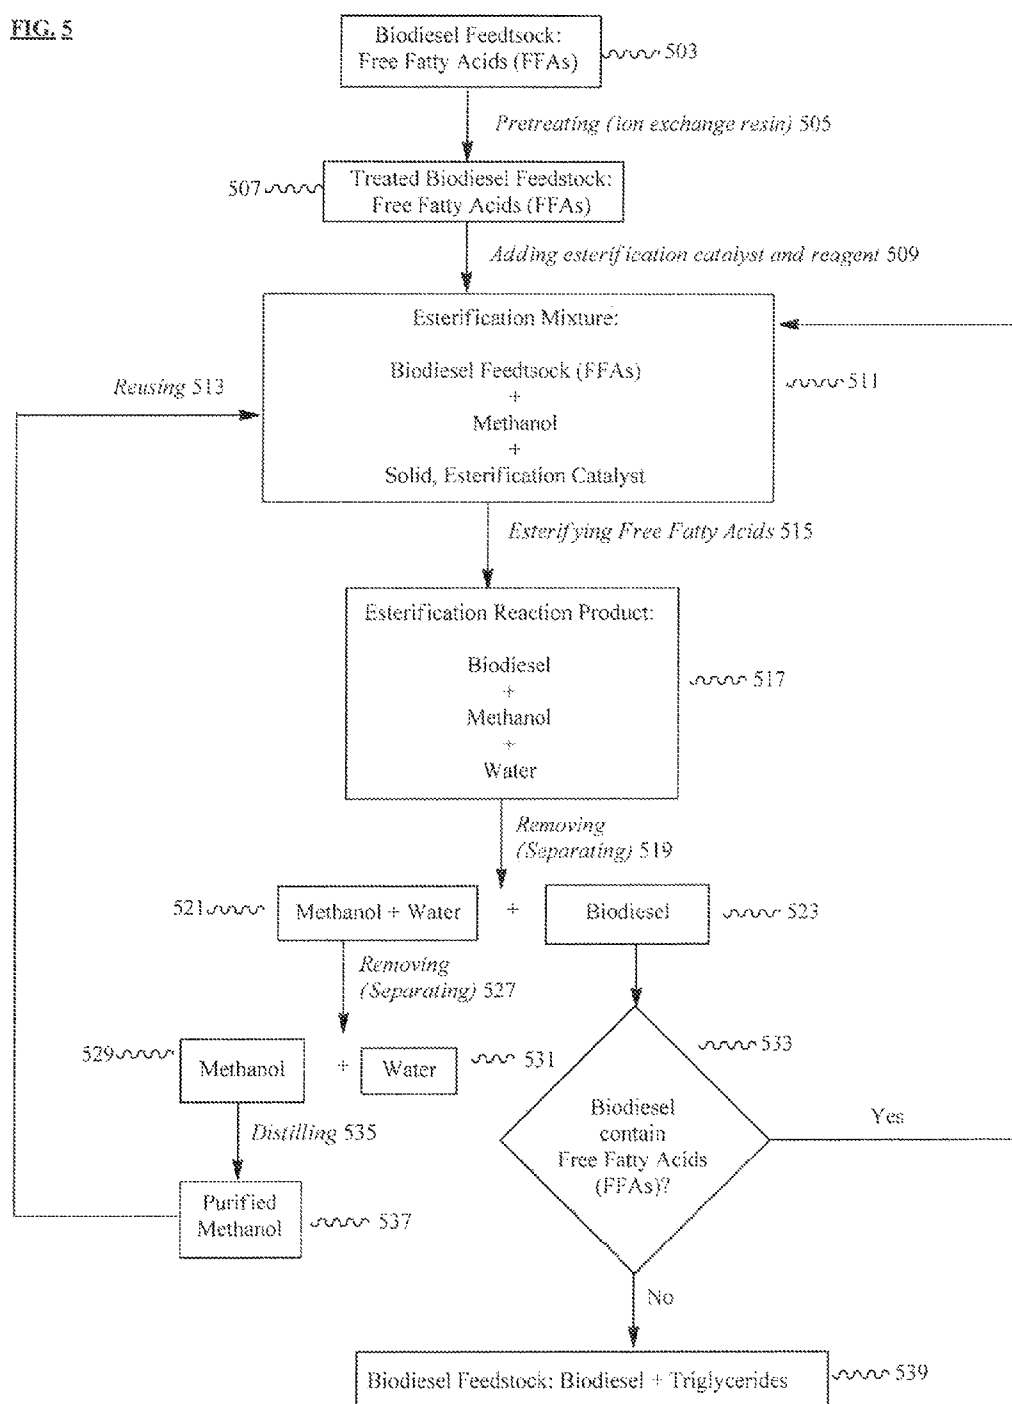 FIG. 5
Biodiesel Feedtsock:
Free Fatty Acids (FFAs)
503
Pretreating (ion exchange resin) 505
507
Treated Biodiesel Feedstock:
Free Fatty Acids (FFAs)
Adding esterification catalyst and reagent 509
Esterification Mixture:
Biodiesel Feedtsock (FFAs)
+
Methanol
+
Solid, Esterification Catalyst
511
Reusing 513
Esterifying Free Fatty Acids 515
Esterification Reaction Product:
Biodiesel
+
Methanol
+
Water
517
Removing
(Separating) 519
521
Methanol + Water
+
Biodiesel
523
Removing
(Separating) 527
529
Methanol
+
Water
531
533
Biodiesel
contain
Free Fatty Acids
(FFAs)?
Yes
Distilling 535
Purified
Methanol
537
No
Biodiesel Feedstock: Biodiesel + Triglycerides
539